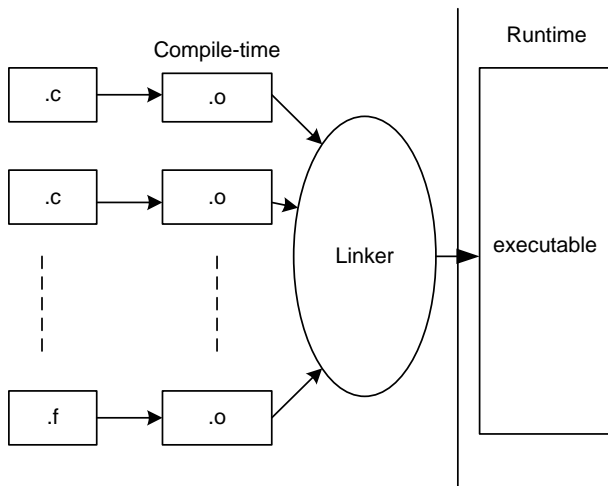 Compile-time
Runtime
.c
.o
.c
.o
Linker
executable
.f
.o